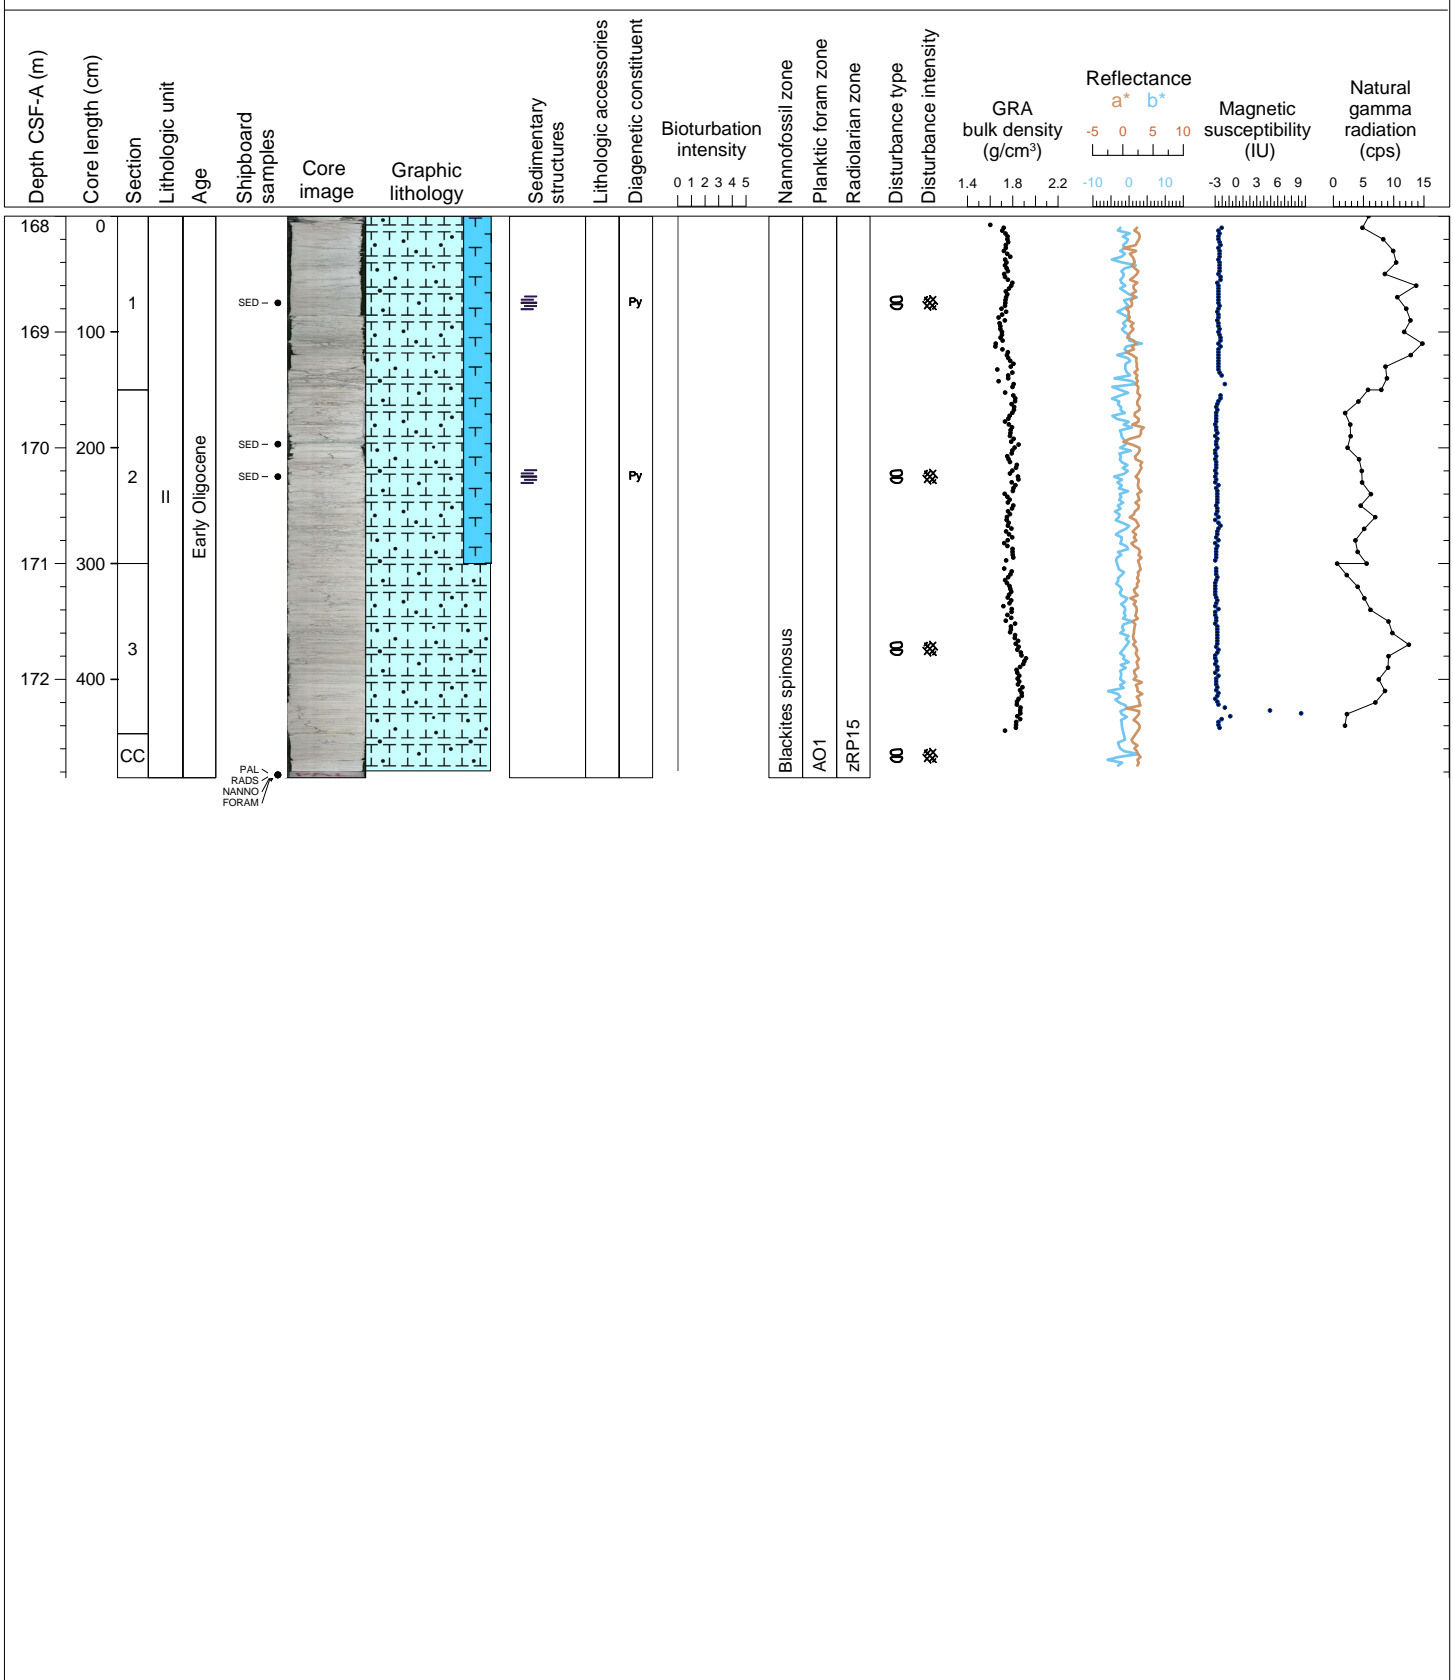 Depth CSF-A (m)
Core length (cm)
Section
Lithologic unit
Age
Shipboard
samples
Core
image
Graphic
lithology
Sedimentary
structures
Lithologic accessories
Diagenetic constituent
Bioturbation
intensity
0 1 2 3 4 5
Nannofossil zone
Planktic foram zone
Radiolarian zone
Disturbance type
Disturbance intensity
GRA
bulk density
(g/cm³)
1.4 1.8 2.2
Reflectance
a* b*
-5 0 5 10
-10 0 10
Magnetic
susceptibility
(IU)
-3 0 3 6 9
Natural
gamma
radiation
(cps)
0 5 10 15
168 0
1 SED Py
169 100
170 200 SED
2 SED Py
II
Early Oligocene
171 300
3
172 400
CC
Blackites spinosus
AO1
zRP15
PAL
RADS
NANNO
FORAM